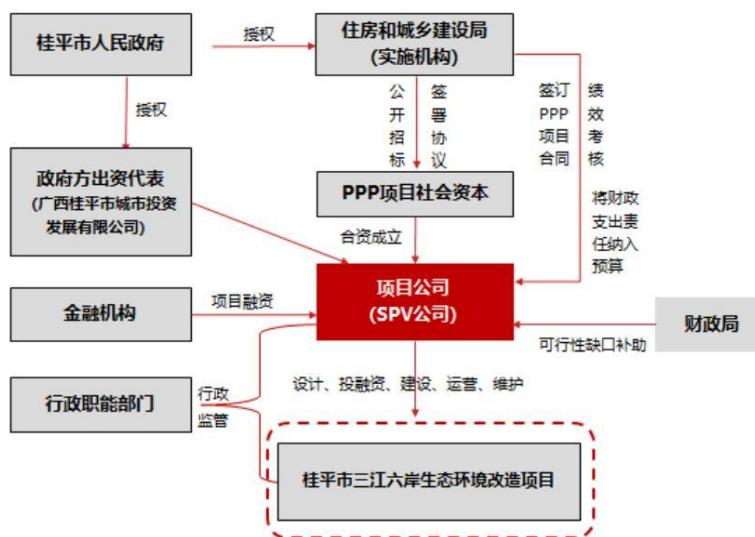 桂平市人民政府
授权
住房和城乡建设局
(实施机构)
授权
公开招标
签署协议
签订
PPP
项目
合同
绩效考核
政府方出资代表
(广西桂平市城市投资
发展有限公司)
PPP项目社会资本
将财政
支出责
任纳入
预算
合资成立
项目公司
(SPV公司)
金融机构
项目融资
财政局
可行性缺口补助
行政职能部门
行政
监管
设计、投融资、建设、运营、维护
桂平市三江六岸生态环境改造项目